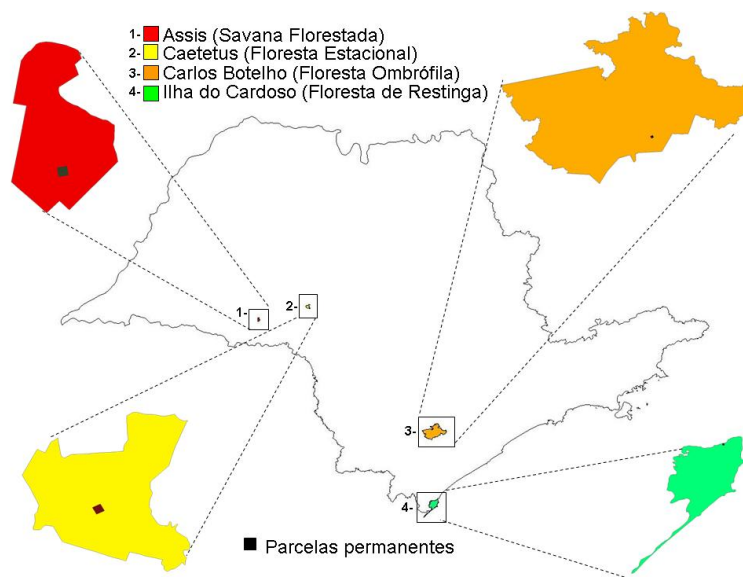 1- Assis (Savana Florestada)
2- Caetetus (Floresta Estacional)
3- Carlos Botelho (Floresta Ombrófila)
4- Ilha do Cardoso (Floresta de Restinga)
1-
2-
3-
4-
Parcelas permanentes